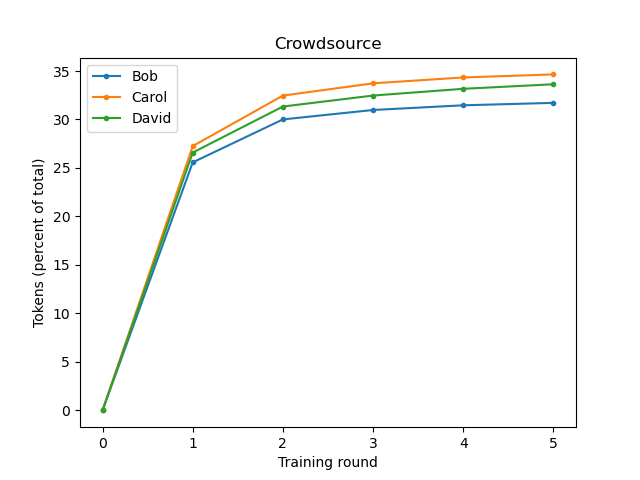 Crowdsource
Bob
Carol
David
Tokens (percent of total)
35
30
25
20
15
10
5
0
0 1 2 3 4 5
Training round